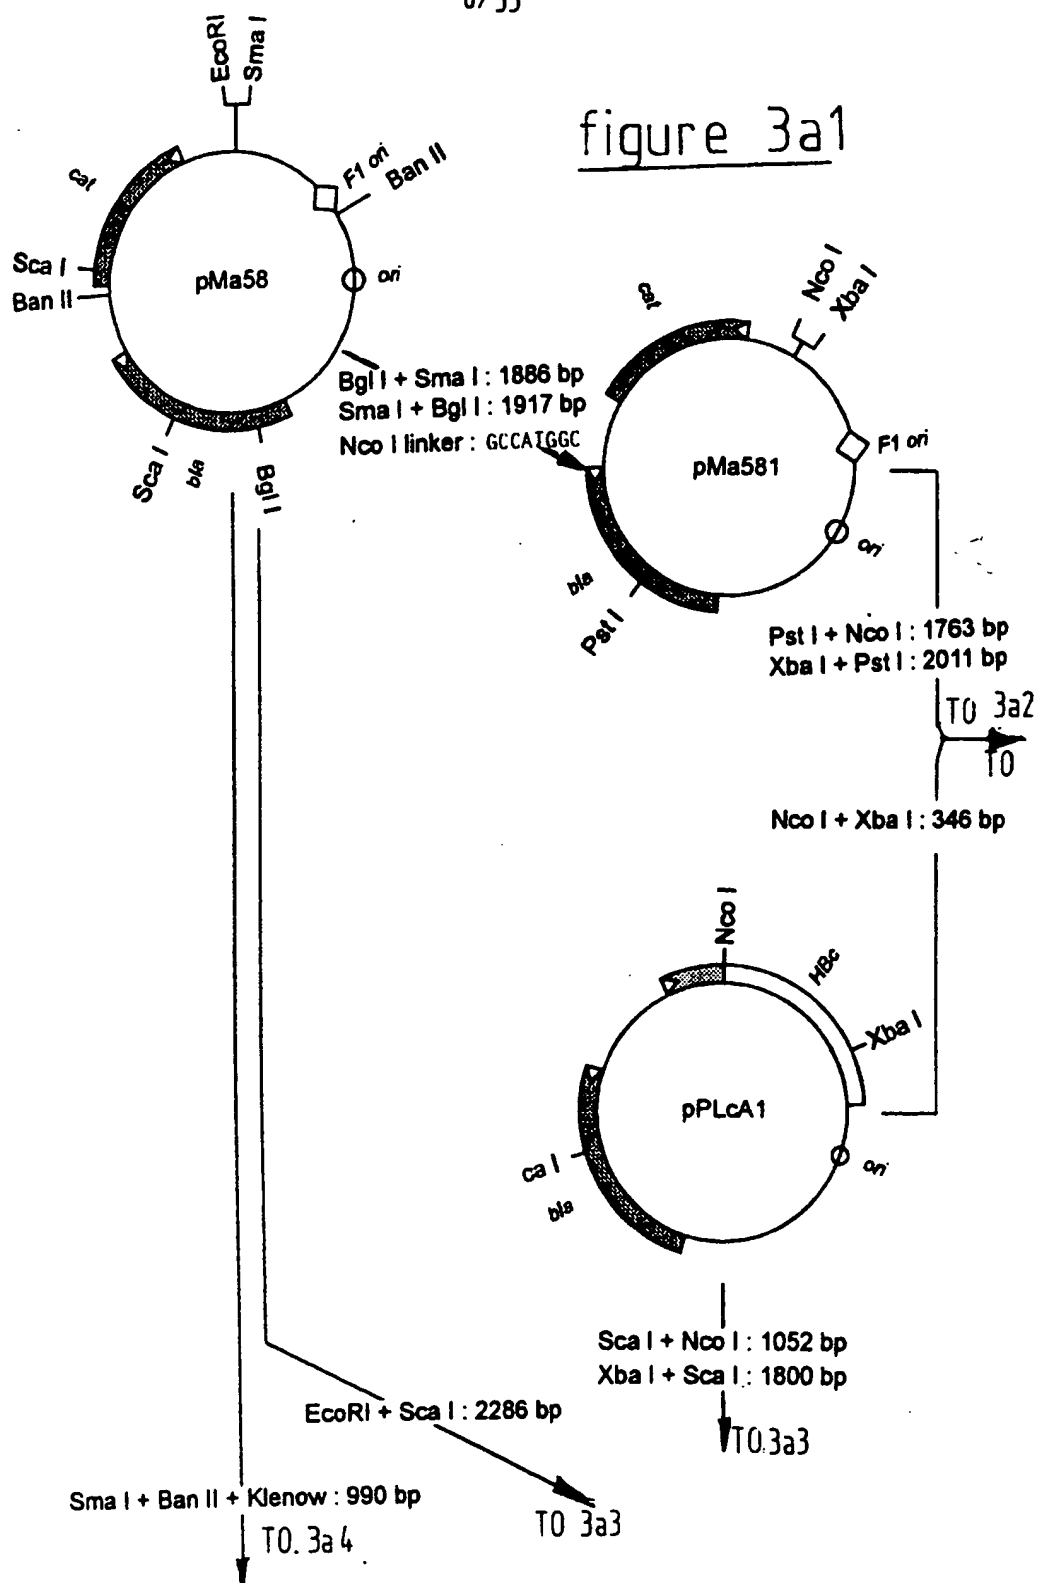 EcoRI
Sma I
figure 3a1
cat
F1 ori
Ban II
Sca I
Ban II
pMa58
ori
Nco I
Xba I
cat
Bgl I + Sma I : 1886 bp
Sma I + Bgl I : 1917 bp
Nco I linker : GCCATGGC
Sca I
bla
Bgl I
pMa581
F1 ori
ori
bla
Pst I
Pst I + Nco I : 1763 bp
Xba I + Pst I : 2011 bp
TO 3a2
TO
Nco I + Xba I : 346 bp
Nco I
HBc
Xba I
pPLcA1
ca I
bla
ori
Sca I + Nco I : 1052 bp
Xba I + Sca I : 1800 bp
EcoRI + Sca I : 2286 bp
TO.3a3
Sma I + Ban II + Klenow : 990 bp
TO 3a3
TO. 3a4